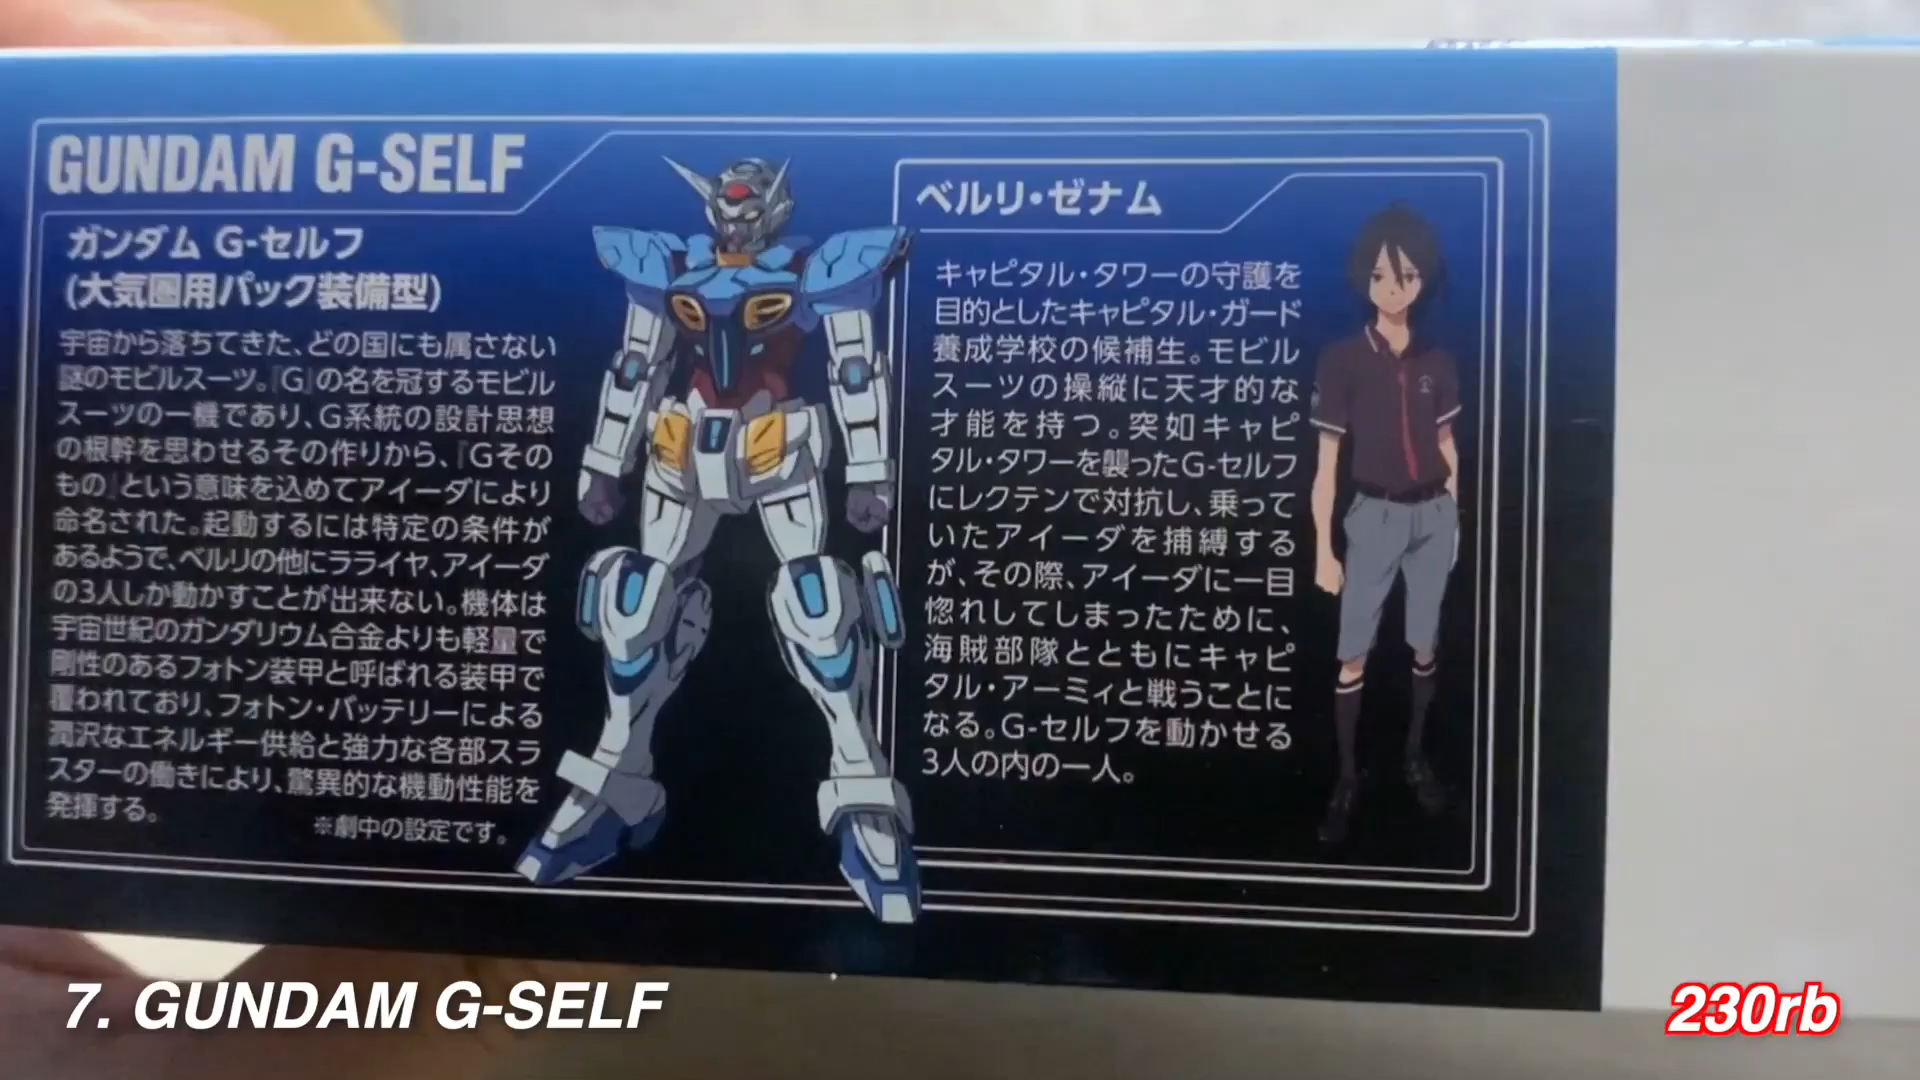 GUNDAM G-SELF
ガンダム G-セルフ
(大気圏用パック装備型)
宇宙から落ちてきた、どの国にも属さない
謎のモビルスーツ。『G』の名を冠するモビル
スーツの一機であり、G系統の設計思想
の根幹を思わせるその作りから、『Gその
もの』という意味を込めてアイーダにより
命名された。起動するには特定の条件が
あるようで、ベルリの他にラライヤ、アイーダ
の3人しか動かすことが出来ない。機体は
宇宙世紀のガンダリウム合金よりも軽量で
剛性のあるフォトン装甲と呼ばれる装甲で
覆われており、フォトン・バッテリーによる
潤沢なエネルギー供給と強力な各部スラ
スターの働きにより、驚異的な機動性能を
発揮する。
※劇中の設定です。
ベルリ・ゼナム
キャピタル・タワーの守護を
目的としたキャピタル・ガード
養成学校の候補生。モビル
スーツの操縦に天才的な
才能を持つ。突如キャピ
タル・タワーを襲ったG-セルフ
にレクテンで対抗し、乗って
いたアイーダを捕縛する
が、その際、アイーダに一目
惚れしてしまったために、
海賊部隊とともにキャピ
タル・アーミィと戦うことに
なる。G-セルフを動かせる
3人の内の一人。
7. GUNDAM G-SELF
230rb